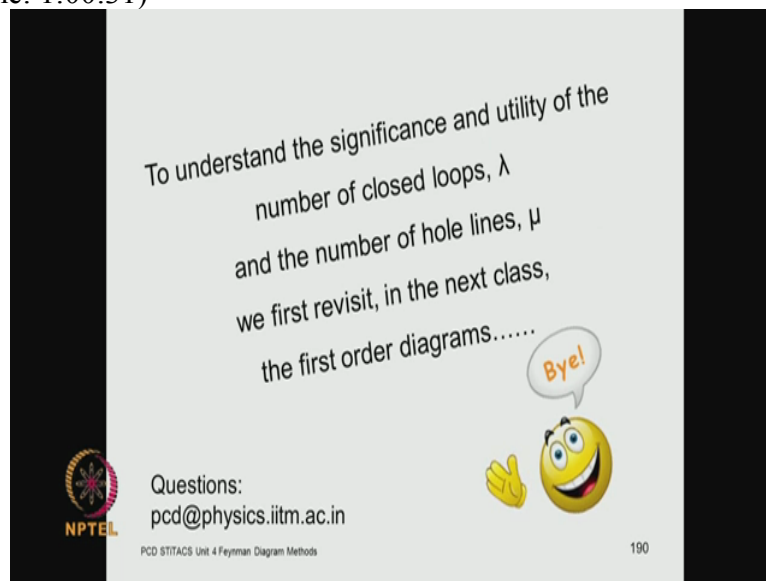 To understand the significance and utility of the
number of closed loops, λ
and the number of hole lines, μ
we first revisit, in the next class,
the first order diagrams……
Bye!
Questions:
pcd@physics.iitm.ac.in
NPTEL
PCD STiTACS Unit 4 Feynman Diagram Methods
190